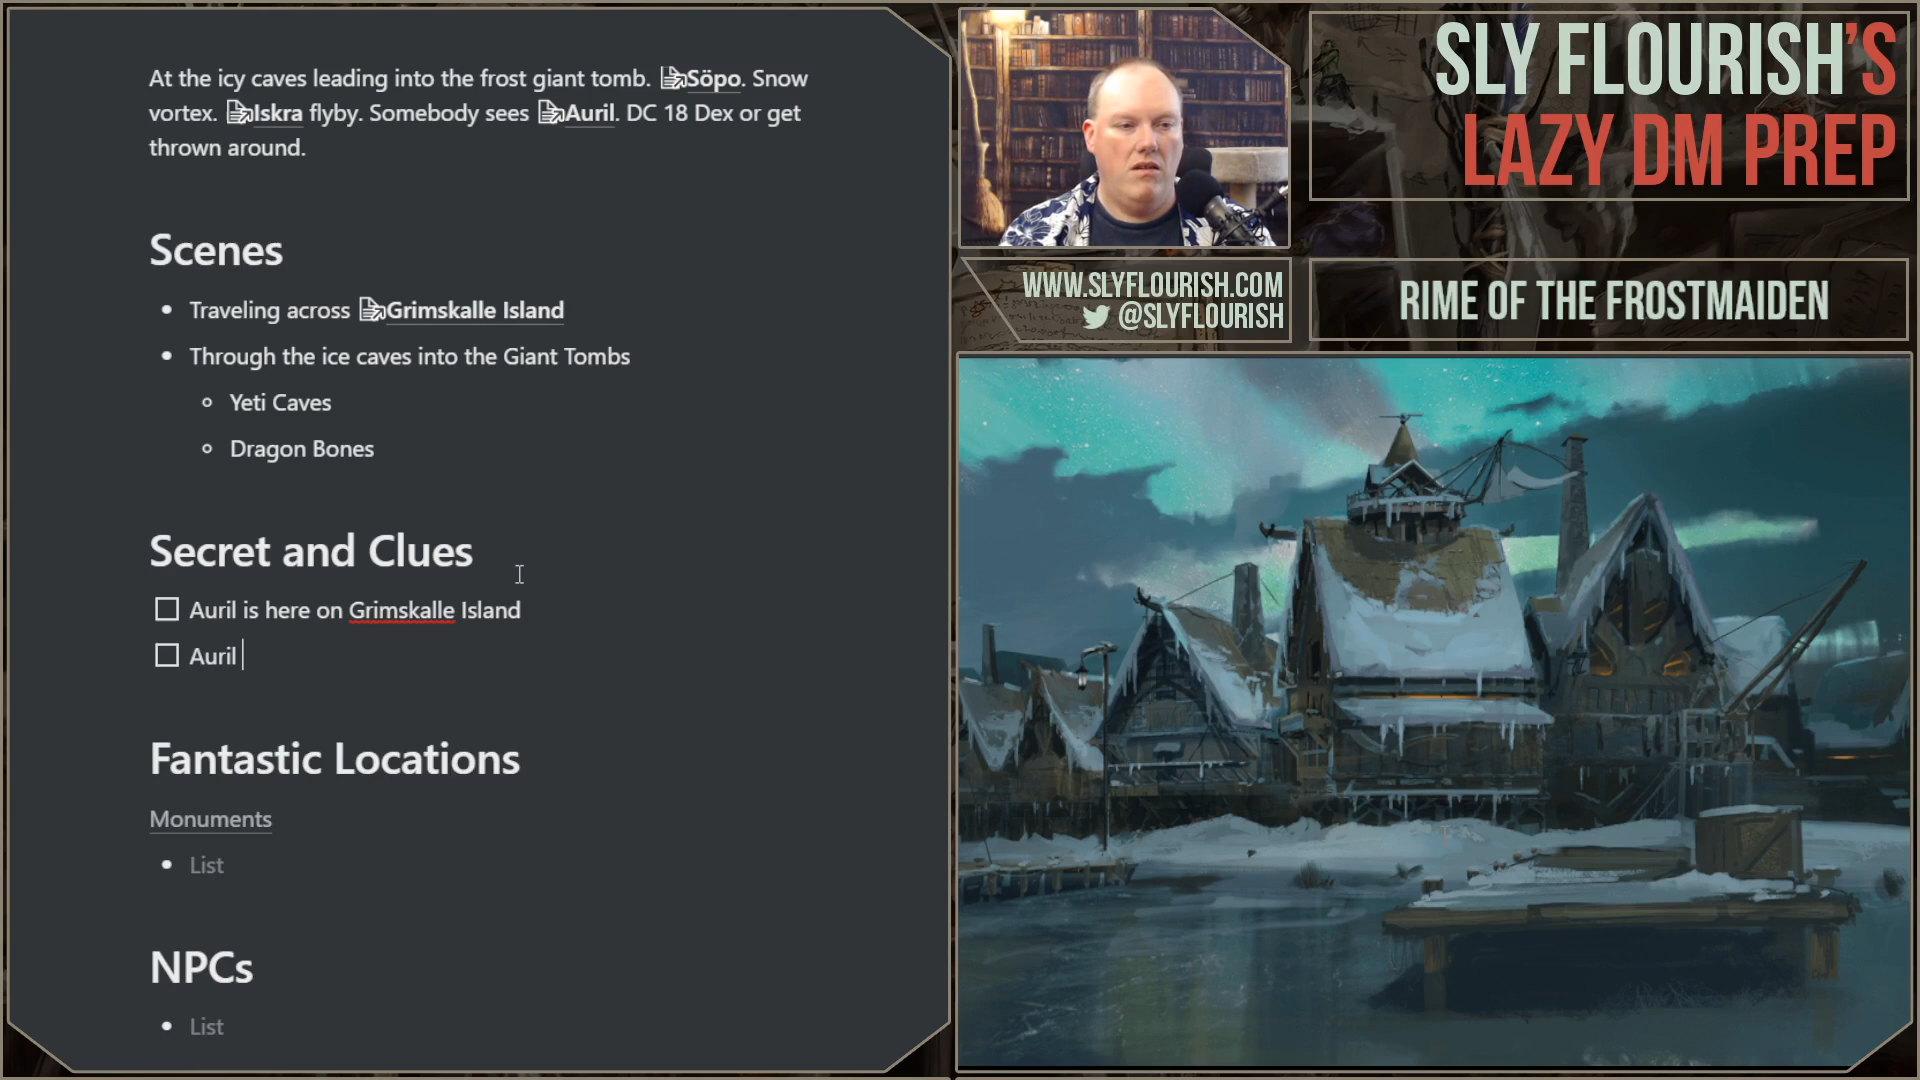 At the icy caves leading into the frost giant tomb. Söpo. Snow
vortex. Iskra flyby. Somebody sees Auril. DC 18 Dex or get
thrown around.
Scenes
Traveling across Grimskalle Island
Through the ice caves into the Giant Tombs
Yeti Caves
Dragon Bones
Secret and Clues
Auril is here on Grimskalle Island
Auril
Fantastic Locations
Monuments
List
NPCs
List
SLY FLOURISH'S
LAZY DM PREP
WWW.SLYFLOURISH.COM
@SLYFLOURISH
RIME OF THE FROSTMAIDEN